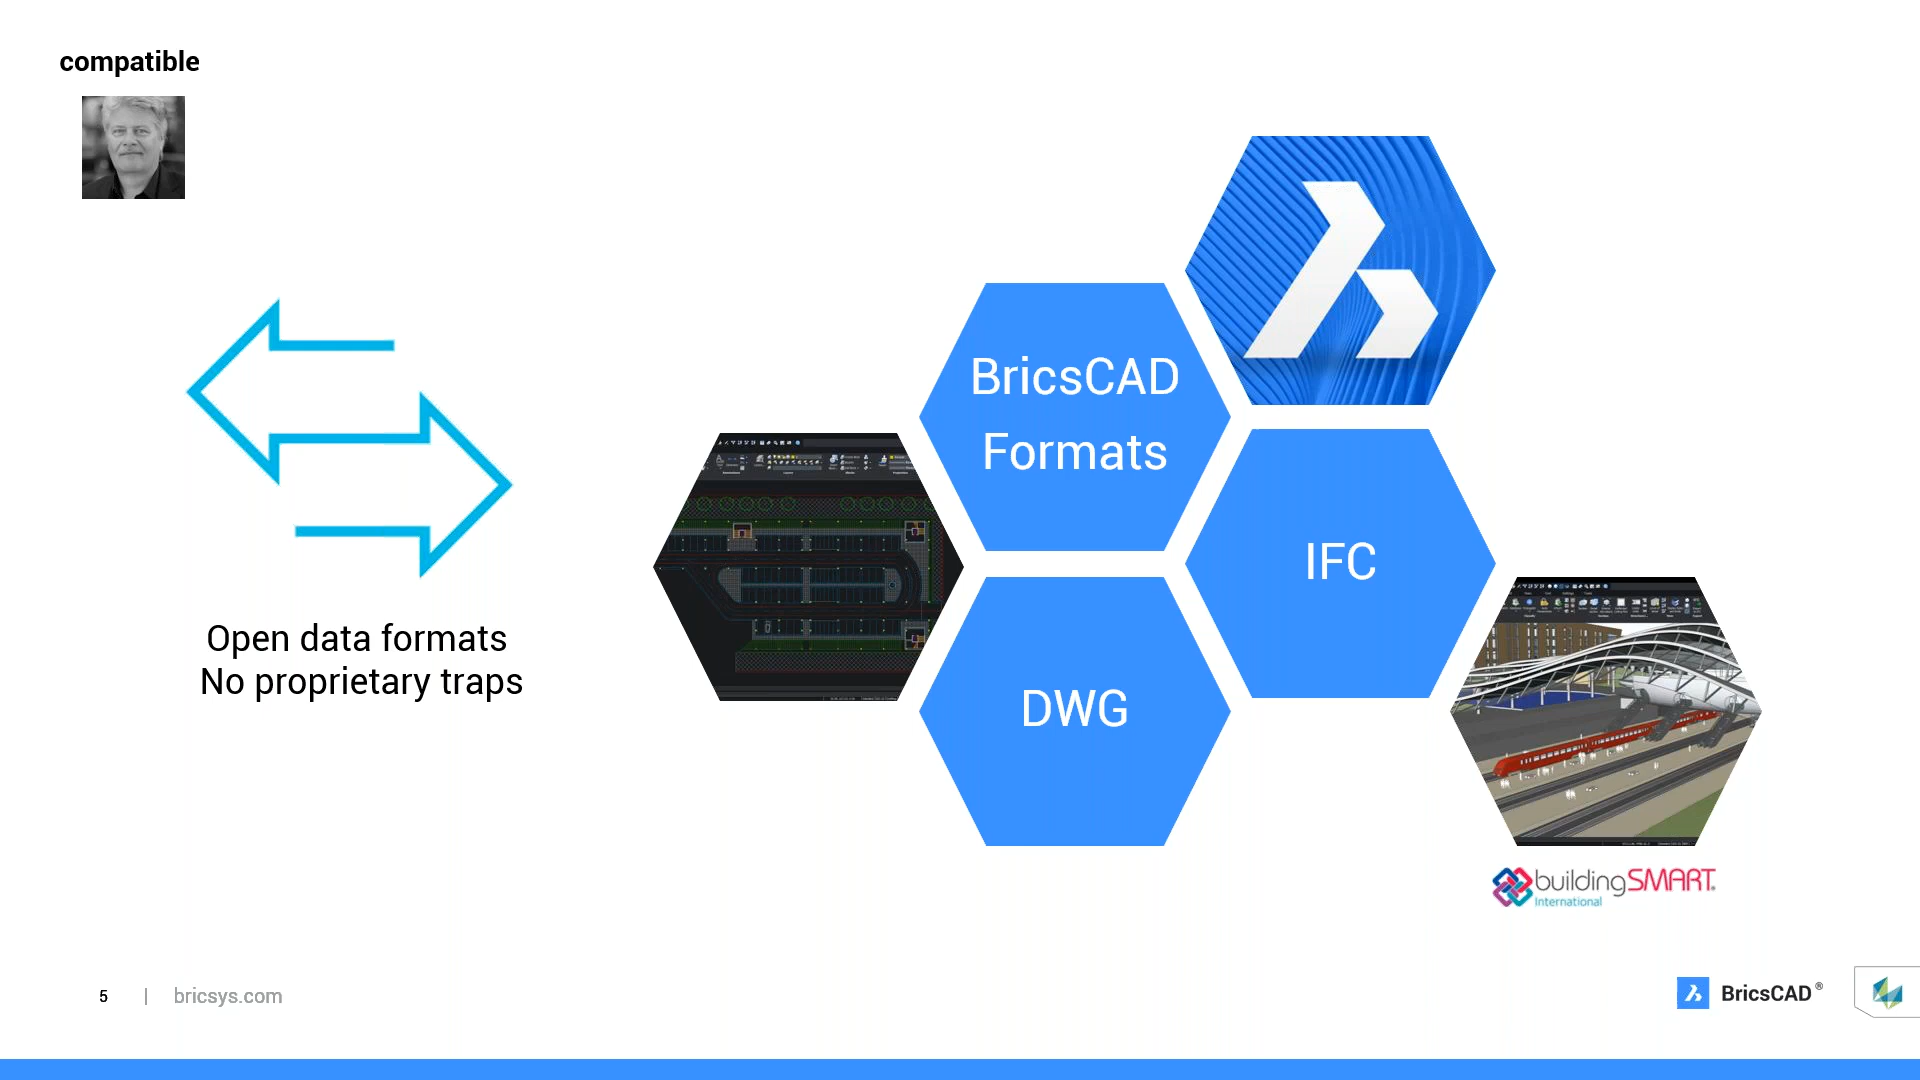 compatible
BricsCAD
Formats
IFC
DWG
Open data formats
No proprietary traps
buildingSMART®
International
5 | bricsys.com
BricsCAD®